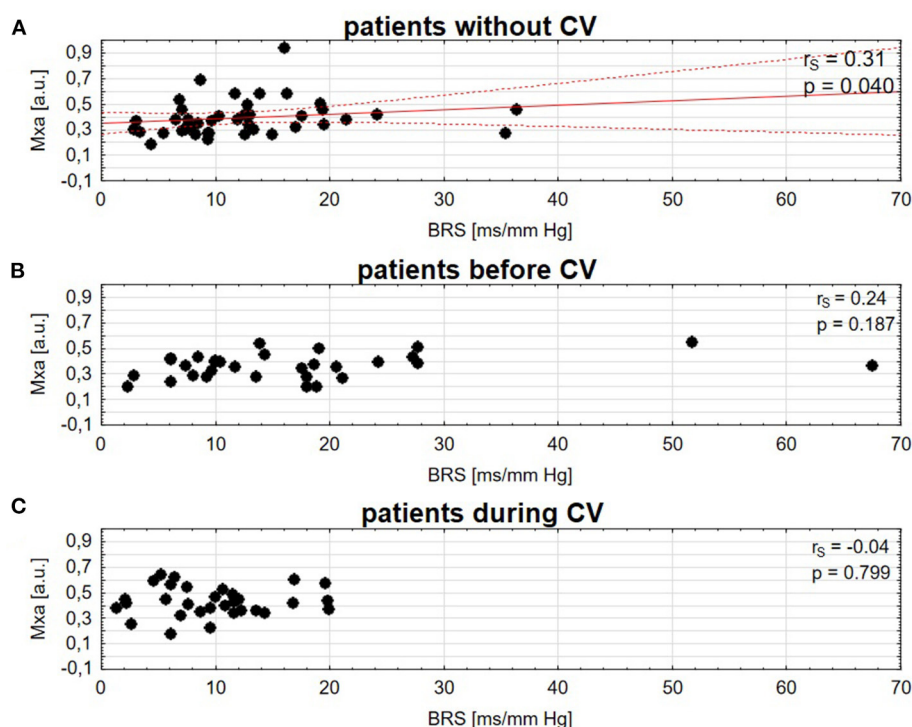 A
patients without CV
Mxa [a.u.]
0,9
0,7
0,5
0,3
0,1
-0,1
r_S = 0.31
p = 0.040
0 10 20 30 40 50 60 70
BRS [ms/mm Hg]
B
patients before CV
Mxa [a.u.]
0,9
0,7
0,5
0,3
0,1
-0,1
r_S = 0.24
p = 0.187
0 10 20 30 40 50 60 70
BRS [ms/mm Hg]
C
patients during CV
Mxa [a.u.]
0,9
0,7
0,5
0,3
0,1
-0,1
r_S = -0.04
p = 0.799
0 10 20 30 40 50 60 70
BRS [ms/mm Hg]